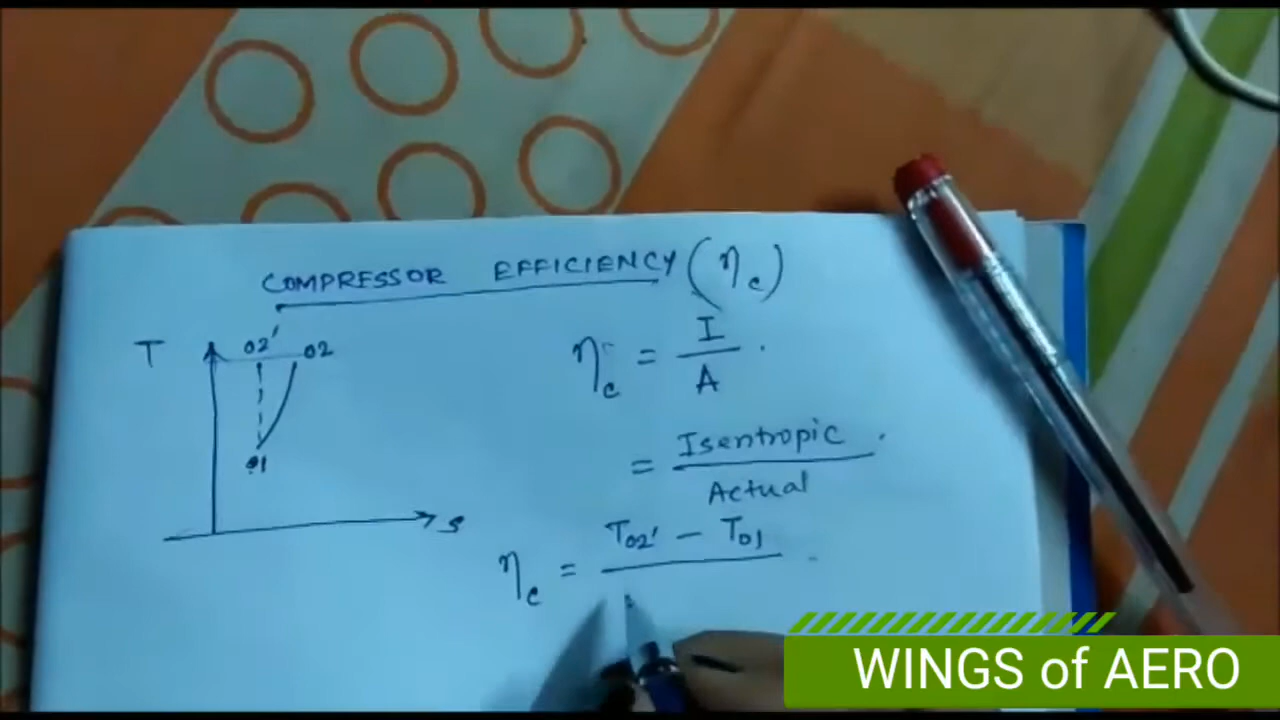 COMPRESSOR EFFICIENCY (ηc)
T
02' 02
01
s
ηc = I / A .
= Isentropic / Actual .
ηc = T02' - T01
WINGS of AERO